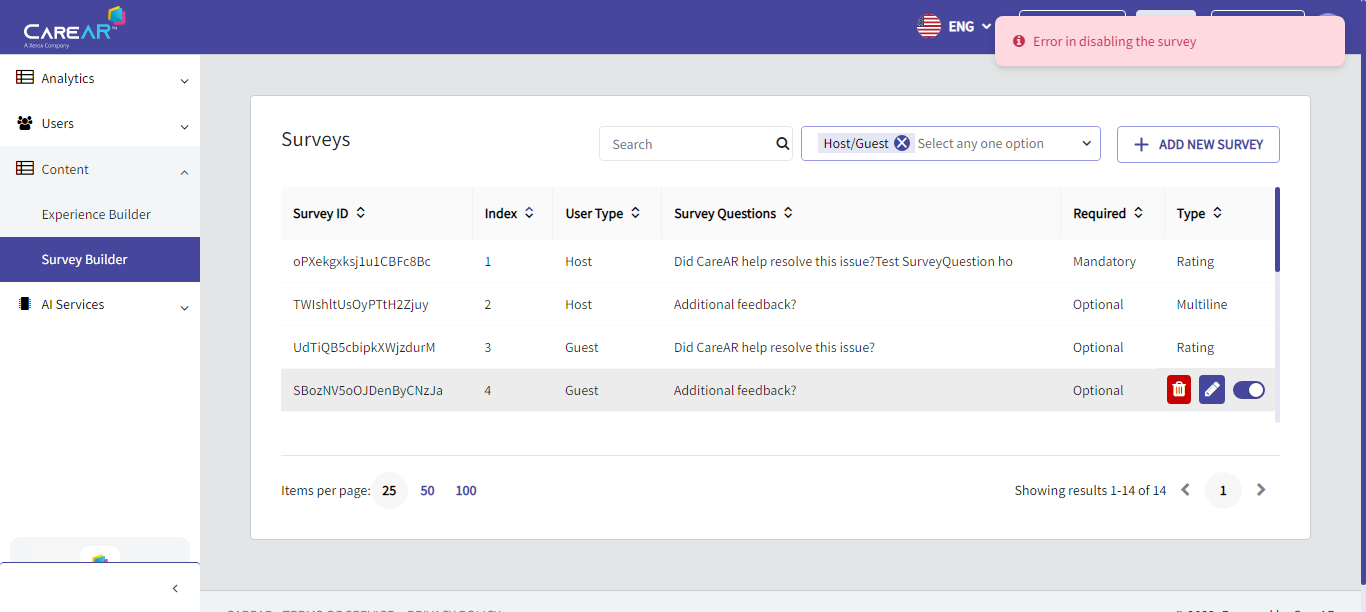 CAREAR™
A Xerox Company
ENG
Error in disabling the survey
Analytics
Users
Content
Experience Builder
Survey Builder
AI Services
Surveys
Search
Host/Guest Select any one option
ADD NEW SURVEY
Survey ID Index User Type Survey Questions Required Type
oPXekgxksj1u1CBFc8Bc 1 Host Did CareAR help resolve this issue?Test SurveyQuestion ho Mandatory Rating
TWIshltUsOyPTtH2Zjuy 2 Host Additional feedback? Optional Multiline
UdTiQB5cbipkXWjzdurM 3 Guest Did CareAR help resolve this issue? Optional Rating
SBozNV5oOJDenByCNzJa 4 Guest Additional feedback? Optional
Items per page: 25 50 100
Showing results 1-14 of 14 1